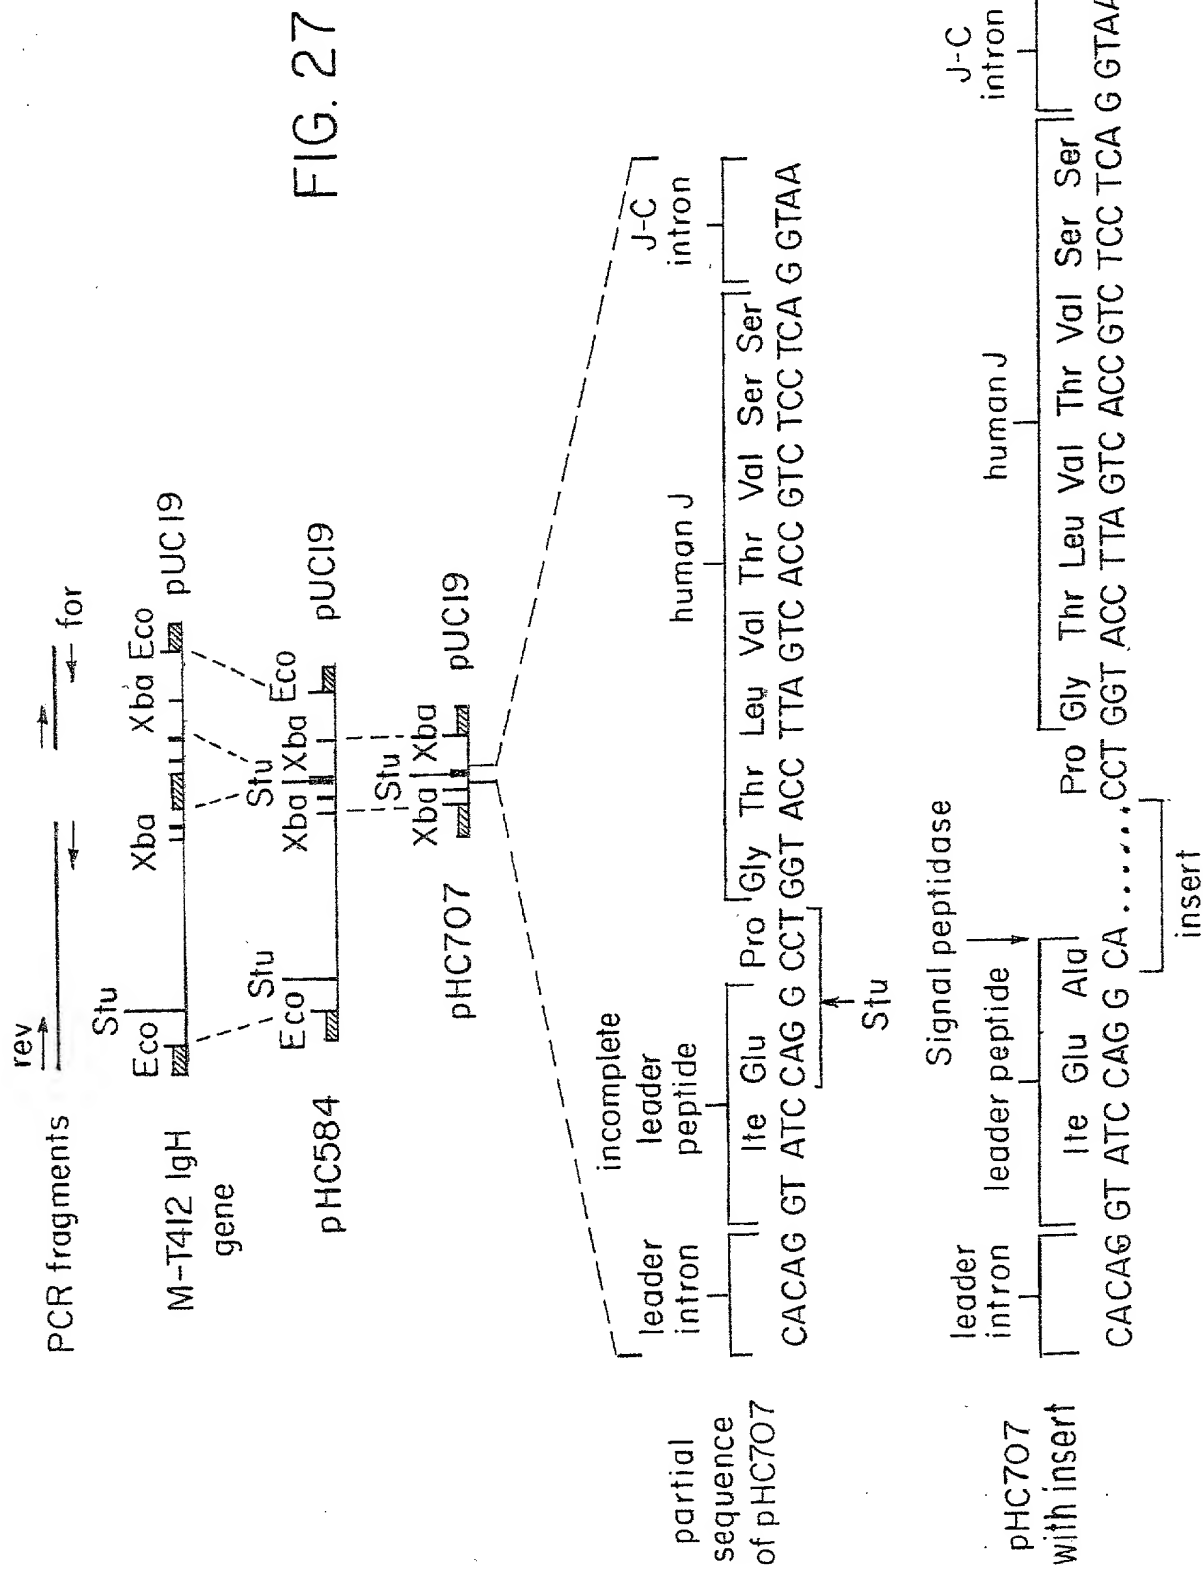 FIG. 27
PCR fragments
rev
for
M-T412 IgH
gene
Eco
Stu
Xba
Xba
Eco
pUC19
pHC584
Eco
Stu
Xba
Stu
Xba
Eco
pUC19
pHC707
Xba
Stu
Xba
pUC19
partial
sequence
of pHC707
leader
intron
incomplete
leader
peptide
human J
J-C
intron
Ite Glu Pro Gly Thr Leu Val Thr Val Ser Ser
CACAG GT ATC CAG G CCT GGT ACC TTA GTC ACC GTC TCC TCA G GTAA
Stu
pHC707
with insert
leader
intron
leader peptide
Signal peptidase
human J
J-C
intron
Ite Glu Ala Pro Gly Thr Leu Val Thr Val Ser Ser
CACAG GT ATC CAG G CA.......CCT GGT ACC TTA GTC ACC GTC TCC TCA G GTAA
insert